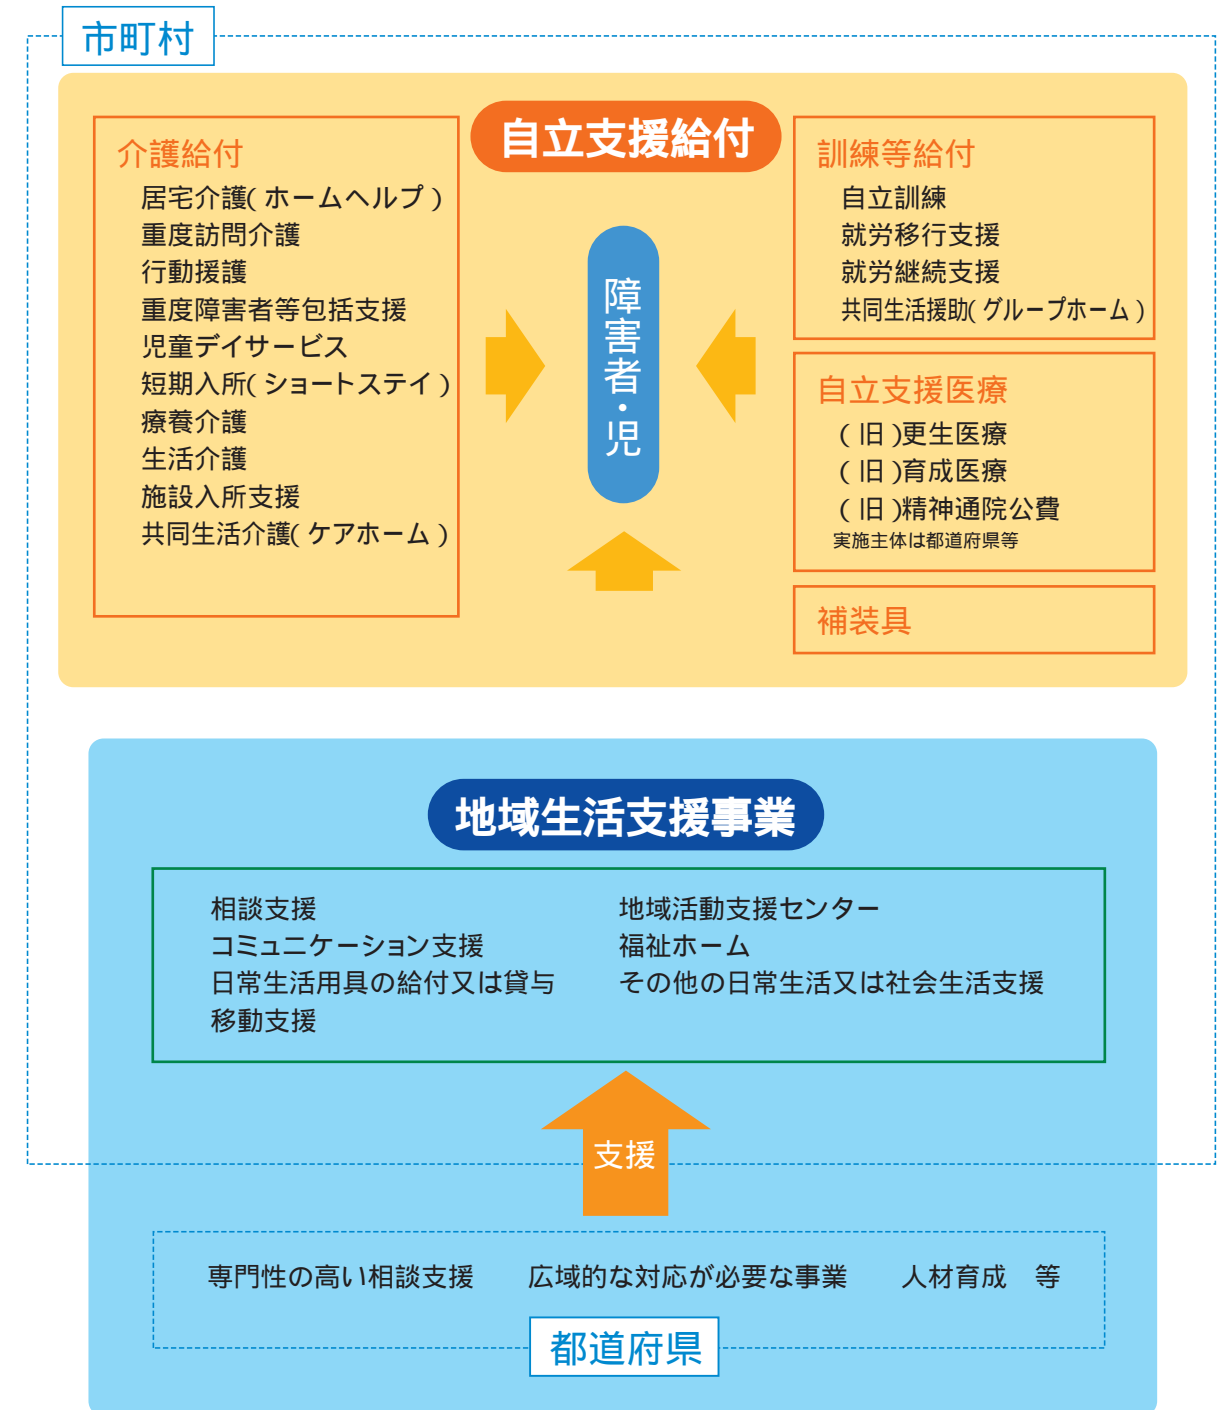 市町村
自立支援給付
介護給付
居宅介護(ホームヘルプ)
重度訪問介護
行動援護
重度障害者等包括支援
児童デイサービス
短期入所(ショートステイ)
療養介護
生活介護
施設入所支援
共同生活介護(ケアホーム)
障害者・児
訓練等給付
自立訓練
就労移行支援
就労継続支援
共同生活援助(グループホーム)
自立支援医療
(旧)更生医療
(旧)育成医療
(旧)精神通院公費
実施主体は都道府県等
補装具
地域生活支援事業
相談支援
コミュニケーション支援
日常生活用具の給付又は貸与
移動支援
地域活動支援センター
福祉ホーム
その他の日常生活又は社会生活支援
支援
専門性の高い相談支援 広域的な対応が必要な事業 人材育成 等
都道府県